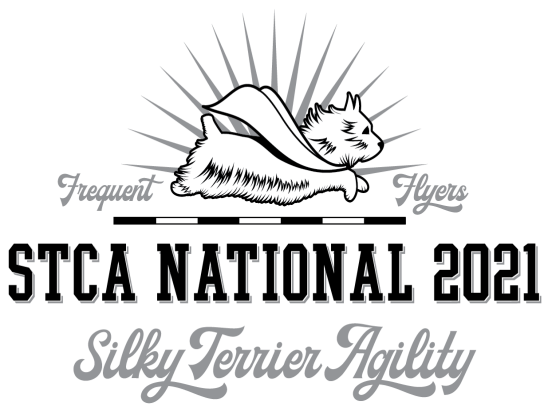 Frequent Flyers
STCA NATIONAL 2021
Silky Terrier Agility